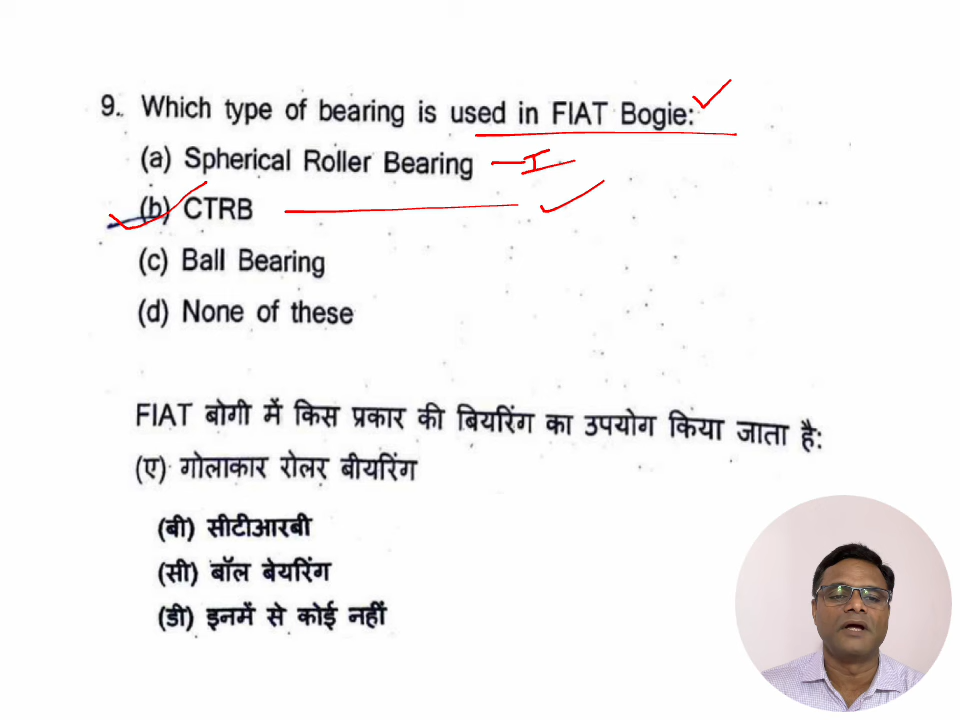 9. Which type of bearing is used in FIAT Bogie:
(a) Spherical Roller Bearing — I
(b) CTRB
(c) Ball Bearing
(d) None of these
FIAT बोगी में किस प्रकार की बियरिंग का उपयोग किया जाता है:
(ए) गोलाकार रोलर बीयरिंग
(बी) सीटीआरबी
(सी) बॉल बेयरिंग
(डी) इनमें से कोई नहीं